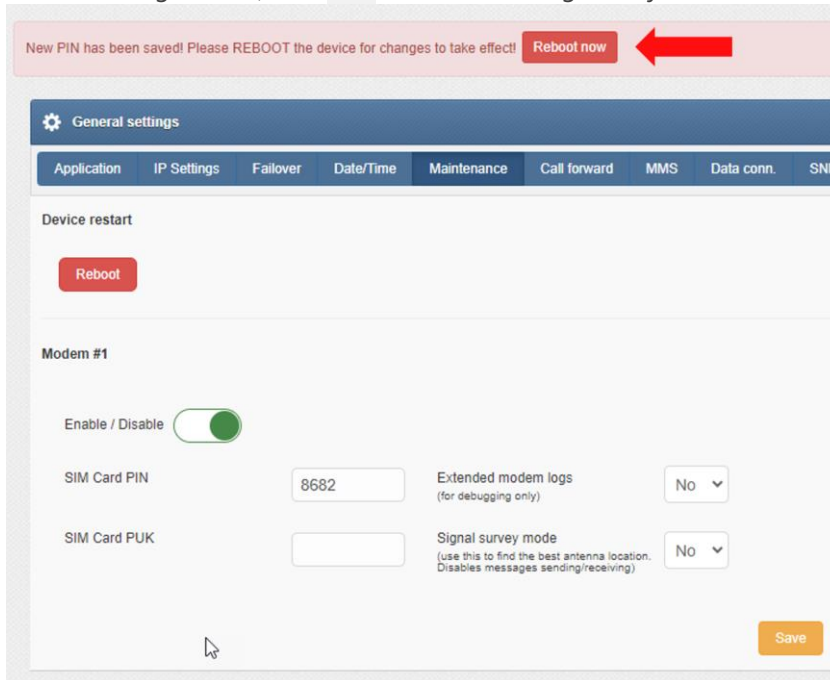 New PIN has been saved! Please REBOOT the device for changes to take effect! Reboot now
General settings
Application IP Settings Failover Date/Time Maintenance Call forward MMS Data conn.
Device restart
Reboot
Modem #1
Enable / Disable
SIM Card PIN 8682 Extended modem logs No
(for debugging only)
SIM Card PUK Signal survey mode No
(use this to find the best antenna location.
Disables messages sending/receiving)
Save